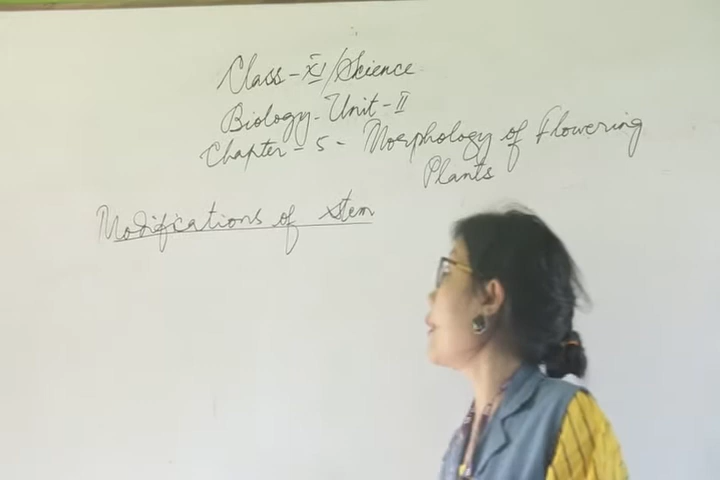 Class - XI/Science
Biology - Unit - II
Chapter - 5 - Morphology of Flowering
Plants
Modifications of Stem